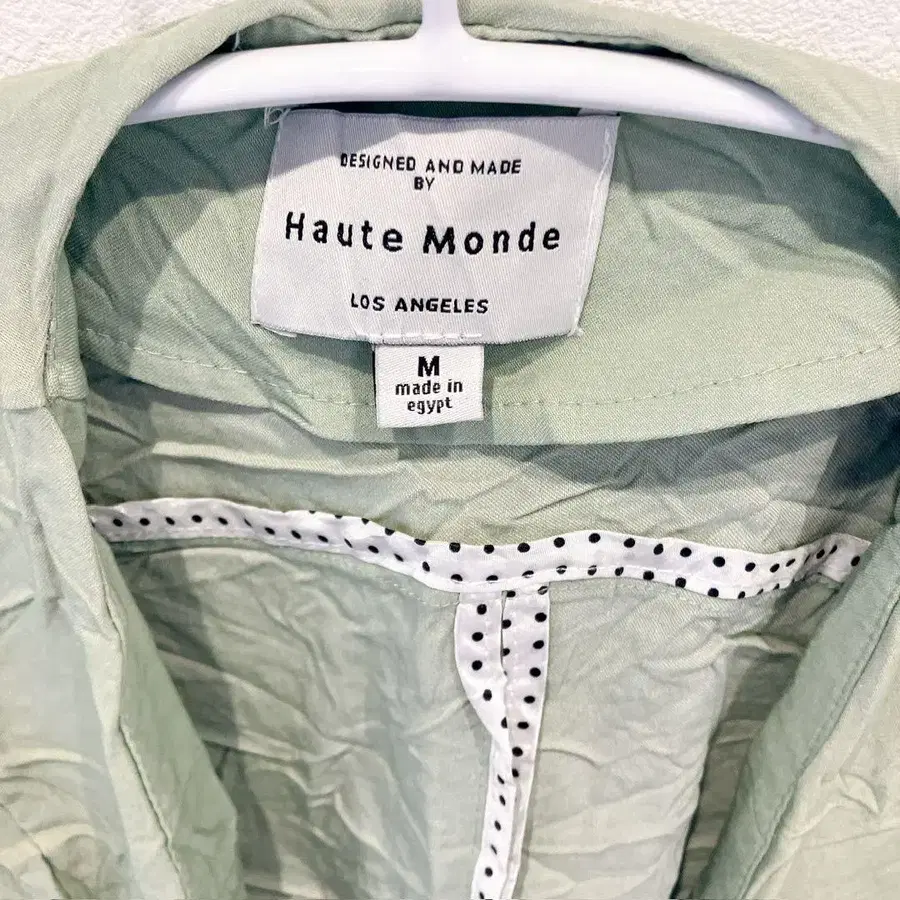 DESIGNED AND MADE
BY
Haute Monde
LOS ANGELES
M
made in
egypt